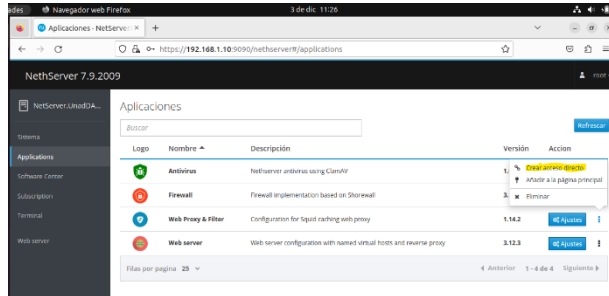 ades Navegador web Firefox 3 de dic 11:26
Aplicaciones - NetServer × +
https://192.168.1.10:9090/nethserver#/applications
NethServer 7.9.2009 root
NetServer.UnadDA...
Sistema
Applications
Software Center
Subscription
Terminal
Web server
Aplicaciones
Buscar Refrescar
Logo Nombre Descripción Versión Accion
Antivirus Nethserver antivirus using ClamAV 1.
Crear acceso directo
Añadir a la página principal
Eliminar
Firewall Firewall implementation based on Shorewall 3.
Web Proxy & Filter Configuration for Squid caching web proxy 1.14.2 Ajustes
Web server Web server configuration with named virtual hosts and reverse proxy 3.12.3 Ajustes
Filas por pagina 25 Anterior 1 - 4 de 4 Siguiente